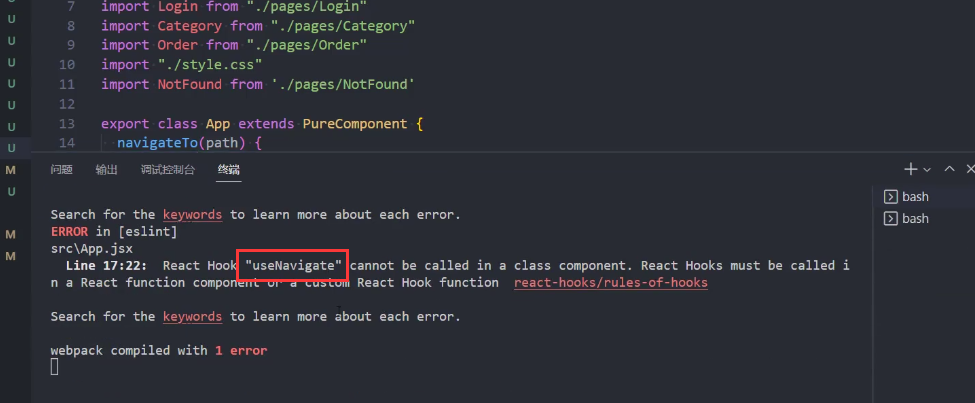 U
7 import Login from "./pages/Login"
U
8 import Category from "./pages/Category"
U
9 import Order from "./pages/Order"
U
10 import "./style.css"
U
11 import NotFound from './pages/NotFound'
U
12
U
13 export class App extends PureComponent {
U
14 navigateTo(path) {
M
问题 输出 调试控制台 终端
U
bash
Search for the keywords to learn more about each error.
bash
ERROR in [eslint]
M
src\App.jsx
M
Line 17:22: React Hook "useNavigate" cannot be called in a class component. React Hooks must be called i
n a React function component or a custom React Hook function react-hooks/rules-of-hooks
Search for the keywords to learn more about each error.
webpack compiled with 1 error